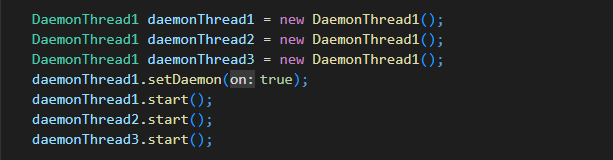 DaemonThread1 daemonThread1 = new DaemonThread1();
DaemonThread1 daemonThread2 = new DaemonThread1();
DaemonThread1 daemonThread3 = new DaemonThread1();
daemonThread1.setDaemon(on: true);
daemonThread1.start();
daemonThread2.start();
daemonThread3.start();